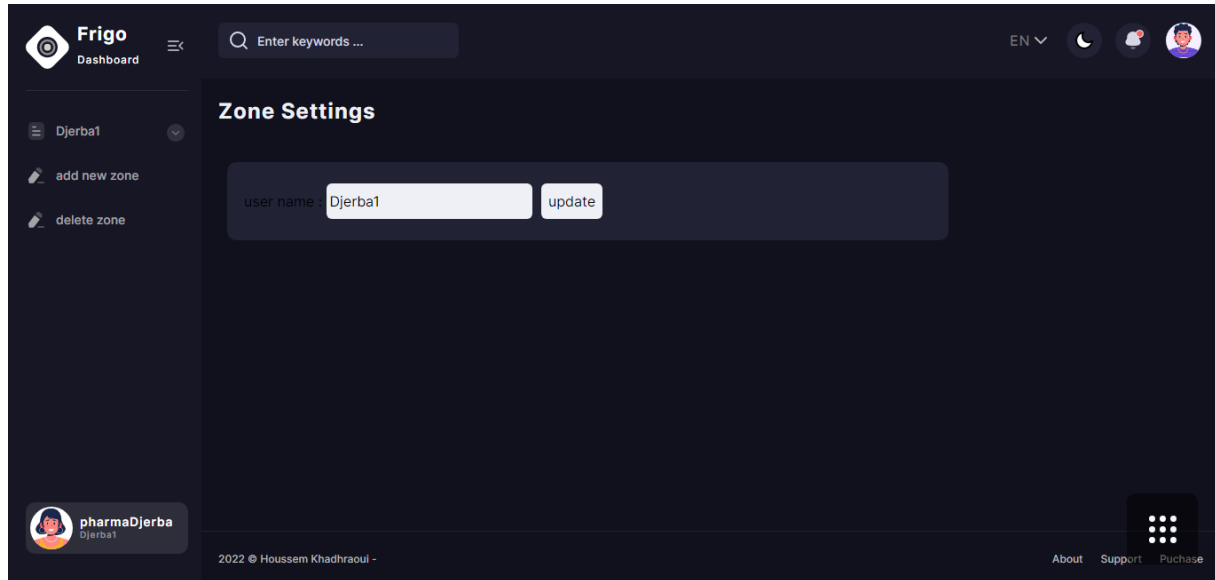 Frigo
Dashboard
Enter keywords ...
EN
Djerba1
add new zone
delete zone
Zone Settings
user name : Djerba1 update
pharmaDjerba
Djerba1
2022 © Houssem Khadhraoui -
About Support Puchase